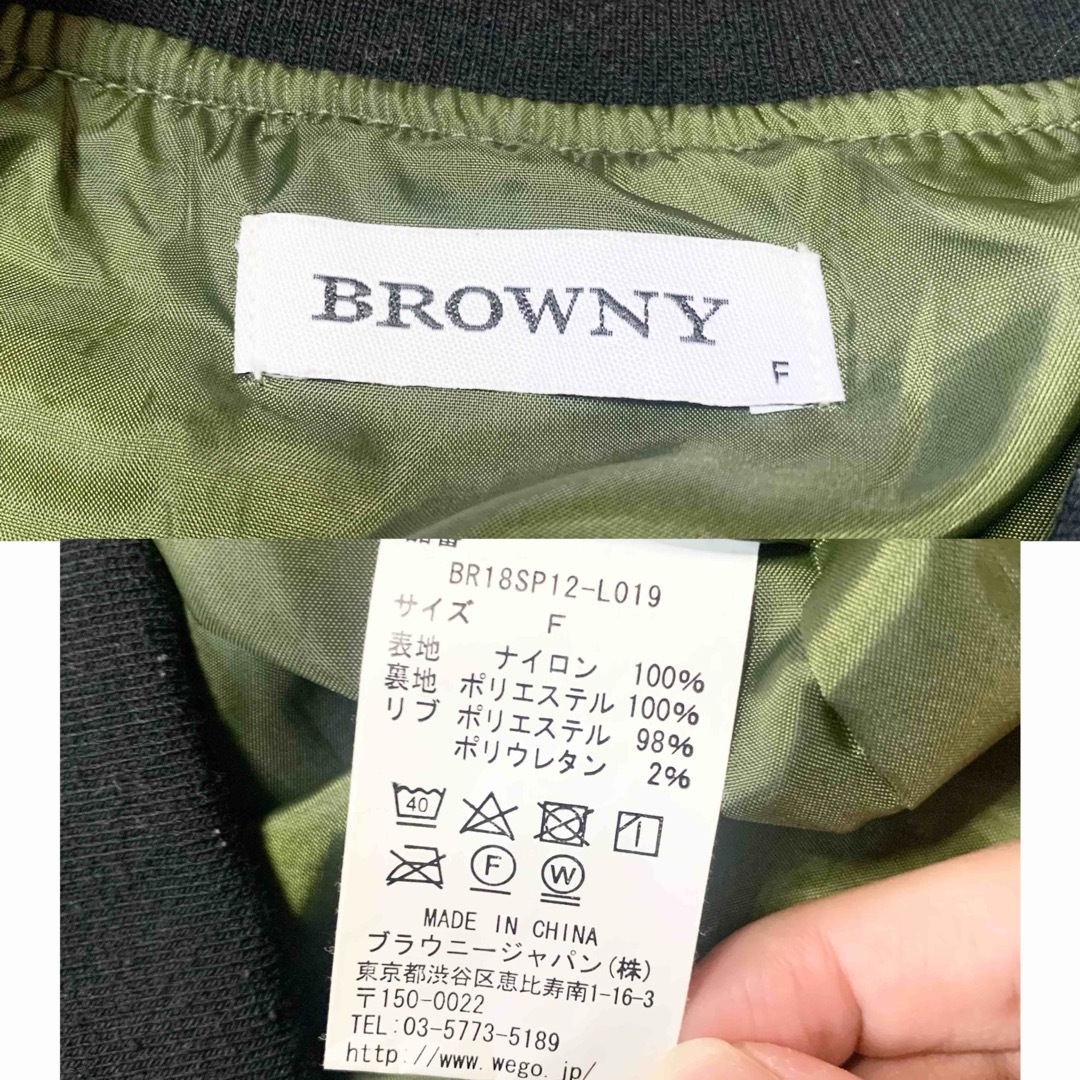 BROWNY
F
品番
BR18SP12-L019
サイズ F
表地 ナイロン 100%
裏地 ポリエステル 100%
リブ ポリエステル 98%
ポリウレタン 2%
40
F W
MADE IN CHINA
ブラウニージャパン(株)
東京都渋谷区恵比寿南1-16-3
〒150-0022
TEL:03-5773-5189
http://www.wego.jp/